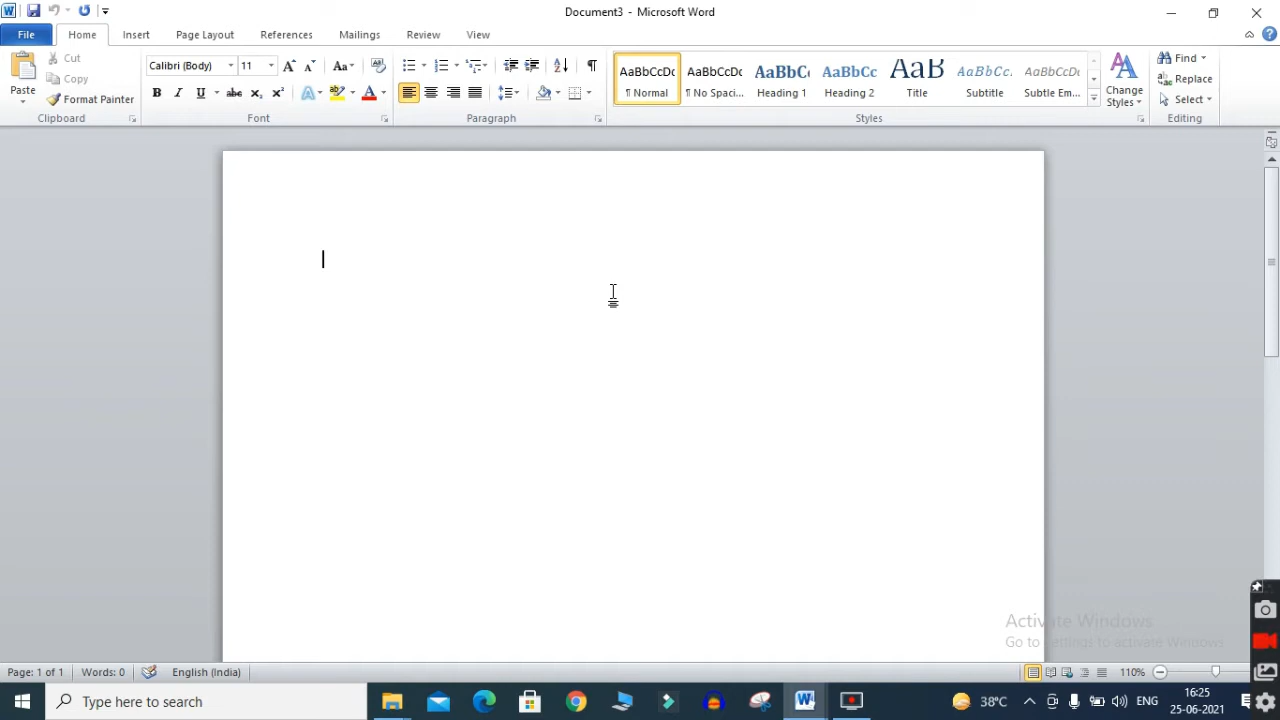 Document3 - Microsoft Word
File Home Insert Page Layout References Mailings Review View
Paste
Cut
Copy
Format Painter
Clipboard
Calibri (Body) 11
Font
Paragraph
AaBbCcDc AaBbCcDc AaBbCc AaBbCc AaB AaBbCc. AaBbCcDc
¶ Normal ¶ No Spaci... Heading 1 Heading 2 Title Subtitle Subtle Em...
Change
Styles
Styles
Find
Replace
Select
Editing
Activate Windows
Go to Settings to activate Windows.
Page: 1 of 1 Words: 0 English (India) 110%
Type here to search
38°C ENG
16:25
25-06-2021